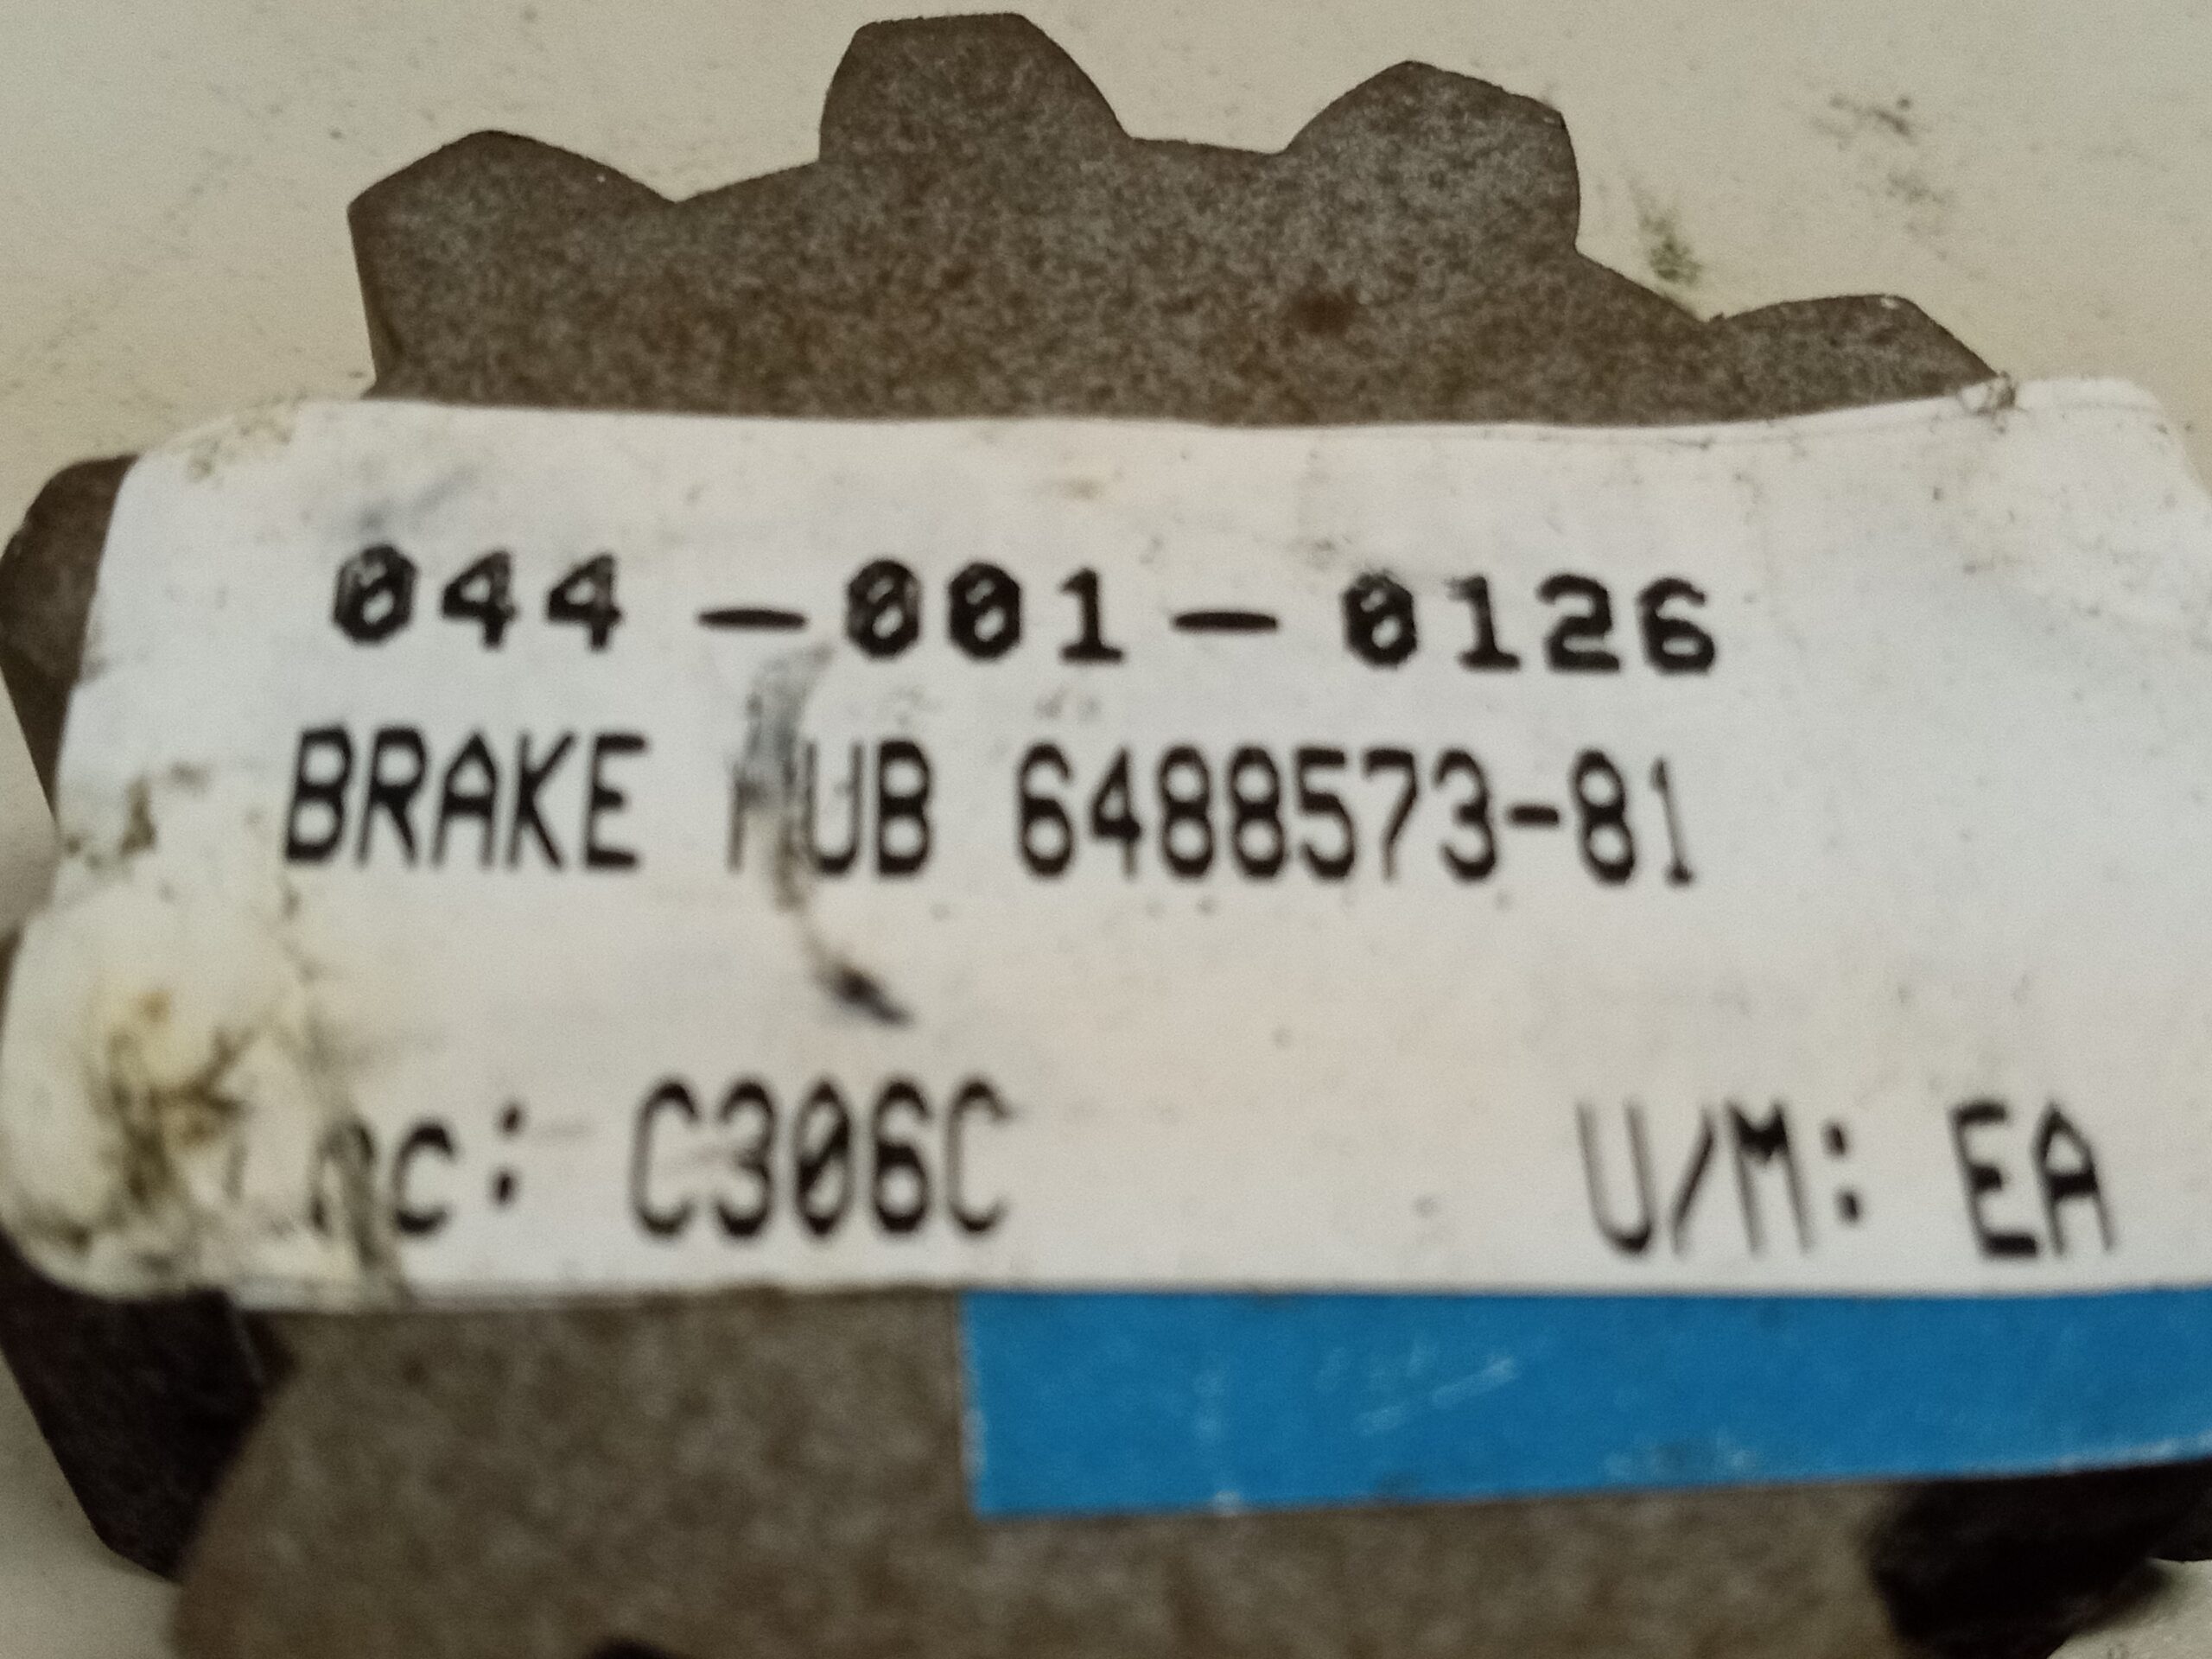 044-001-0126
BRAKE HUB 6488573-81
C306C U/M: EA